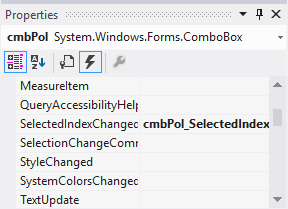 Properties
cmbPol System.Windows.Forms.ComboBox
MeasureItem
QueryAccessibilityHelp
SelectedIndexChanged cmbPol_SelectedIndex
SelectionChangeComm
StyleChanged
SystemColorsChanged
TextUpdate